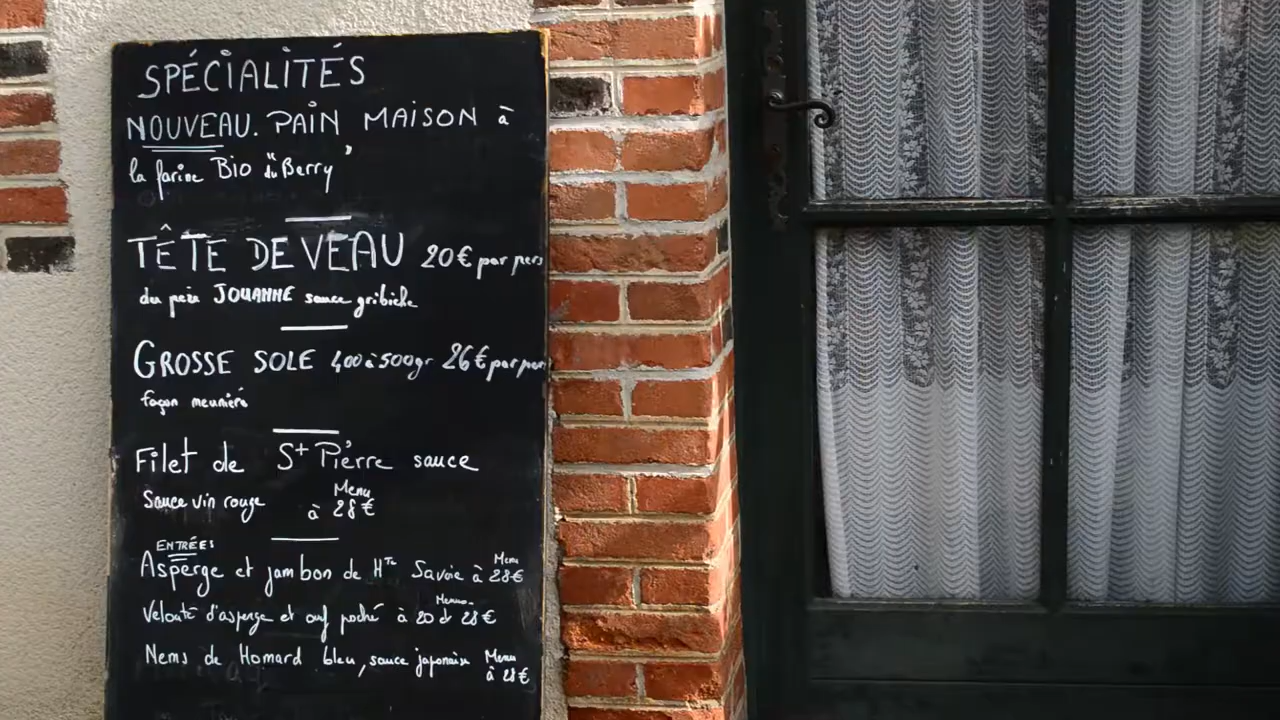 SPÉCIALITÉS
NOUVEAU. PAIN MAISON à
la farine Bio "du Berry"
TÊTE DE VEAU 20€ par pers
du père JOUANNE sauce gribiche
GROSSE SOLE 400 à 500gr 26€ par pers
façon meunière
Filet de St Pierre sauce
Sauce vin rouge à Menu 28€
ENTRÉES
Asperge et jambon de Hte Savoie à Menu 28€
Velouté d'asperge et œuf poché à Menus 20 et 28€
Nems de Homard bleu, sauce japonaise Menu à 28€